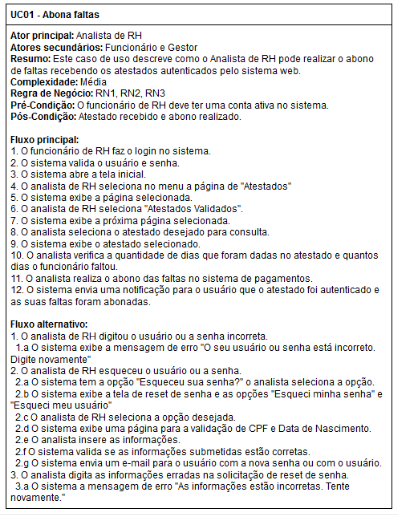 UC01 - Abona faltas
Ator principal: Analista de RH
Atores secundários: Funcionário e Gestor
Resumo: Este caso de uso descreve como o Analista de RH pode realizar o abono
de faltas recebendo os atestados autenticados pelo sistema web.
Complexidade: Média
Regra de Negócio: RN1, RN2, RN3
Pré-Condição: O funcionário de RH deve ter uma conta ativa no sistema.
Pós-Condição: Atestado recebido e abono realizado.
Fluxo principal:
1. O funcionário de RH faz o login no sistema.
2. O sistema valida o usuário e senha.
3. O sistema abre a tela inicial.
4. O analista de RH seleciona no menu a página de "Atestados"
5. O sistema exibe a página selecionada.
6. O analista de RH seleciona "Atestados Validados".
7. O sistema exibe a próxima página selecionada.
8. O analista seleciona o atestado desejado para consulta.
9. O sistema exibe o atestado selecionado.
10. O analista verifica a quantidade de dias que foram dadas no atestado e quantos
dias o funcionário faltou.
11. O analista realiza o abono das faltas no sistema de pagamentos.
12. O sistema envia uma notificação para o usuário que o atestado foi autenticado e
as suas faltas foram abonadas.
Fluxo alternativo:
1. O analista de RH digitou o usuário ou a senha incorreta.
1.a O sistema exibe a mensagem de erro "O seu usuário ou senha está incorreto.
Digite novamente"
2. O analista de RH esqueceu o usuário ou a senha.
2.a O sistema tem a opção "Esqueceu sua senha?" o analista seleciona a opção.
2.b O sistema exibe a tela de reset de senha e as opções "Esqueci minha senha" e
"Esqueci meu usuário"
2.c O analista de RH seleciona a opção desejada.
2.d O sistema exibe uma página para a validação de CPF e Data de Nascimento.
2.e O analista insere as informações.
2.f O sistema valida se as informações submetidas estão corretas.
2.g O sistema envia um e-mail para o usuário com a nova senha ou com o usuário.
3. O analista digita as informações erradas na solicitação de reset de senha.
3.a O sistema a mensagem de erro "As informações estão incorretas. Tente
novamente."